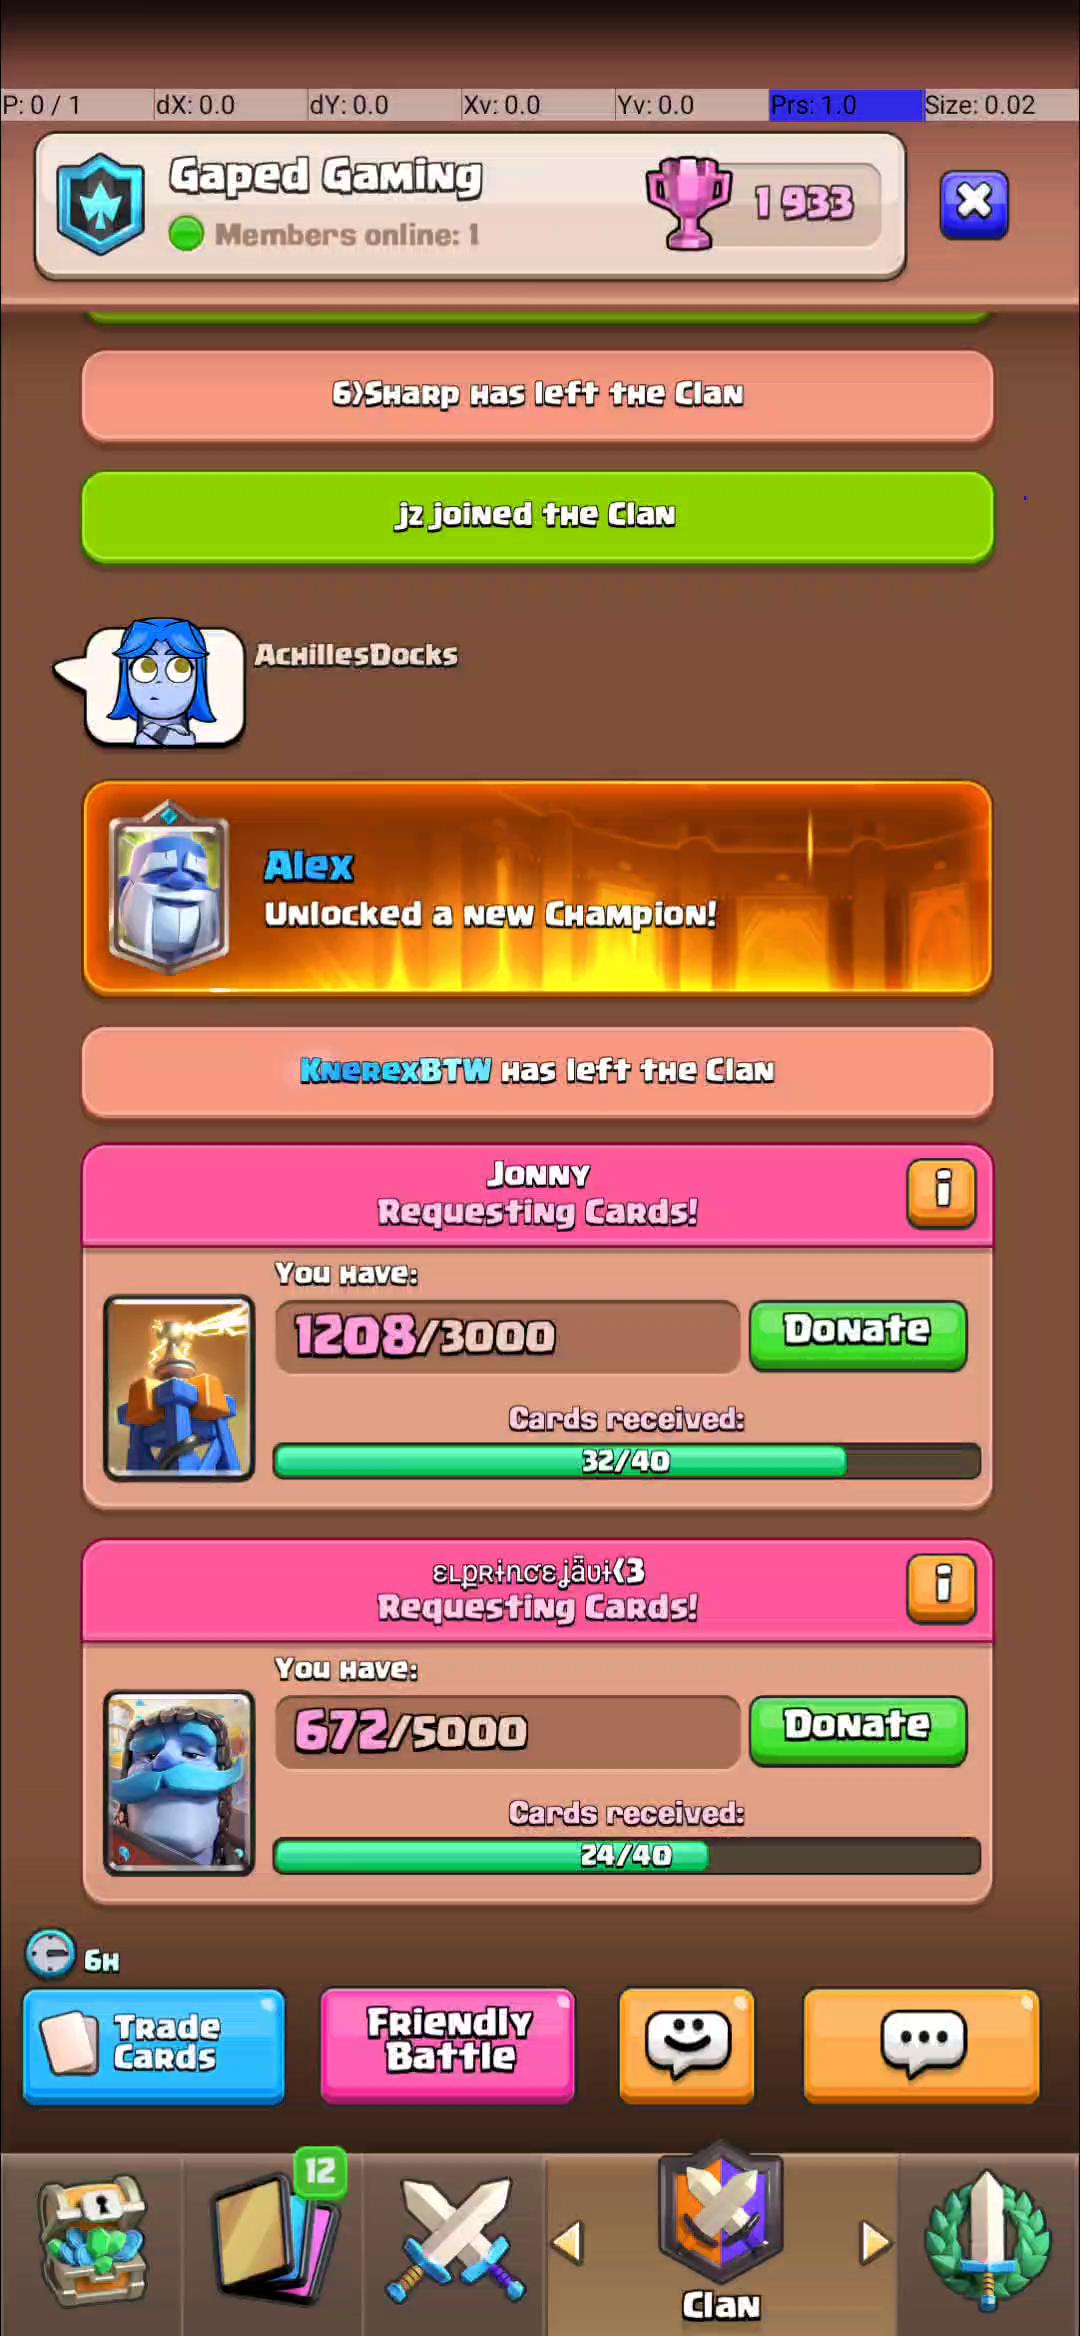 P: 0 / 1 dX: 0.0 dY: 0.0 Xv: 0.0 Yv: 0.0 Prs: 1.0 Size: 0.02
Gaped Gaming
1 933
Members online: 1
6)Sharp has left the Clan
jz joined the Clan
AchillesDocks
Alex
Unlocked a new Champion!
KnerexBTW has left the Clan
Jonny
Requesting Cards!
i
You have:
1208/3000
Donate
Cards received:
32/40
Requesting Cards!
i
You have:
672/5000
Donate
Cards received:
24/40
6H
Trade
Cards
Friendly
Battle
12
Clan